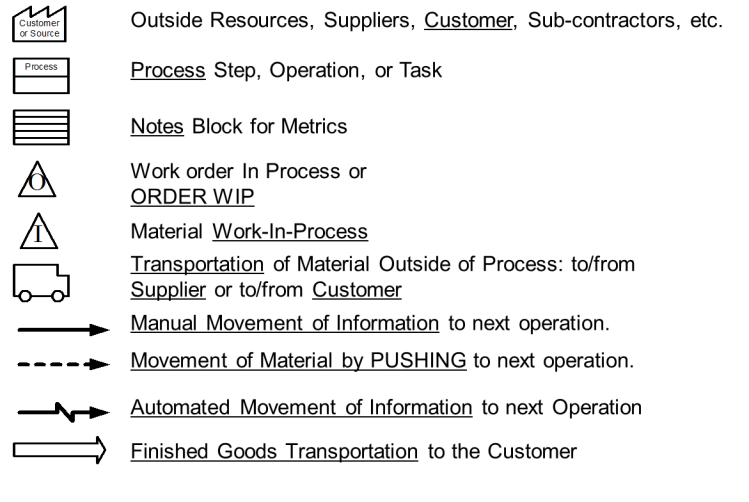 Customer
or Source
Outside Resources, Suppliers, Customer, Sub-contractors, etc.
Process
Process Step, Operation, or Task
Notes Block for Metrics
O
Work order In Process or
ORDER WIP
I
Material Work-In-Process
Transportation of Material Outside of Process: to/from
Supplier or to/from Customer
Manual Movement of Information to next operation.
Movement of Material by PUSHING to next operation.
Automated Movement of Information to next Operation
Finished Goods Transportation to the Customer